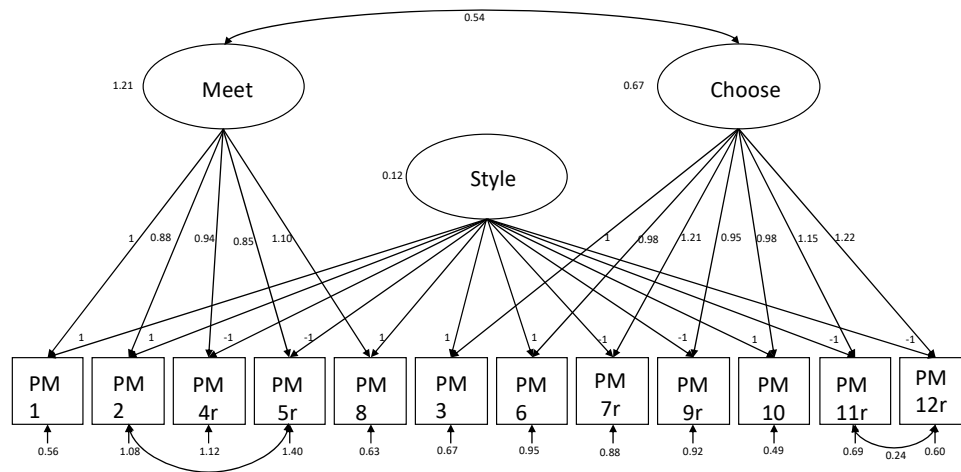 0.54
1.21
Meet
0.67
Choose
0.12
Style
1
0.88
0.94
0.85
1.10
1
0.98
1.21
0.95
0.98
1.15
1.22
1
1
-1
-1
1
1
1
-1
-1
1
-1
-1
PM
1
PM
2
PM
4r
PM
5r
PM
8
PM
3
PM
6
PM
7r
PM
9r
PM
10
PM
11r
PM
12r
0.56
1.08
1.12
1.40
0.63
0.67
0.95
0.88
0.92
0.49
0.69
0.24
0.60